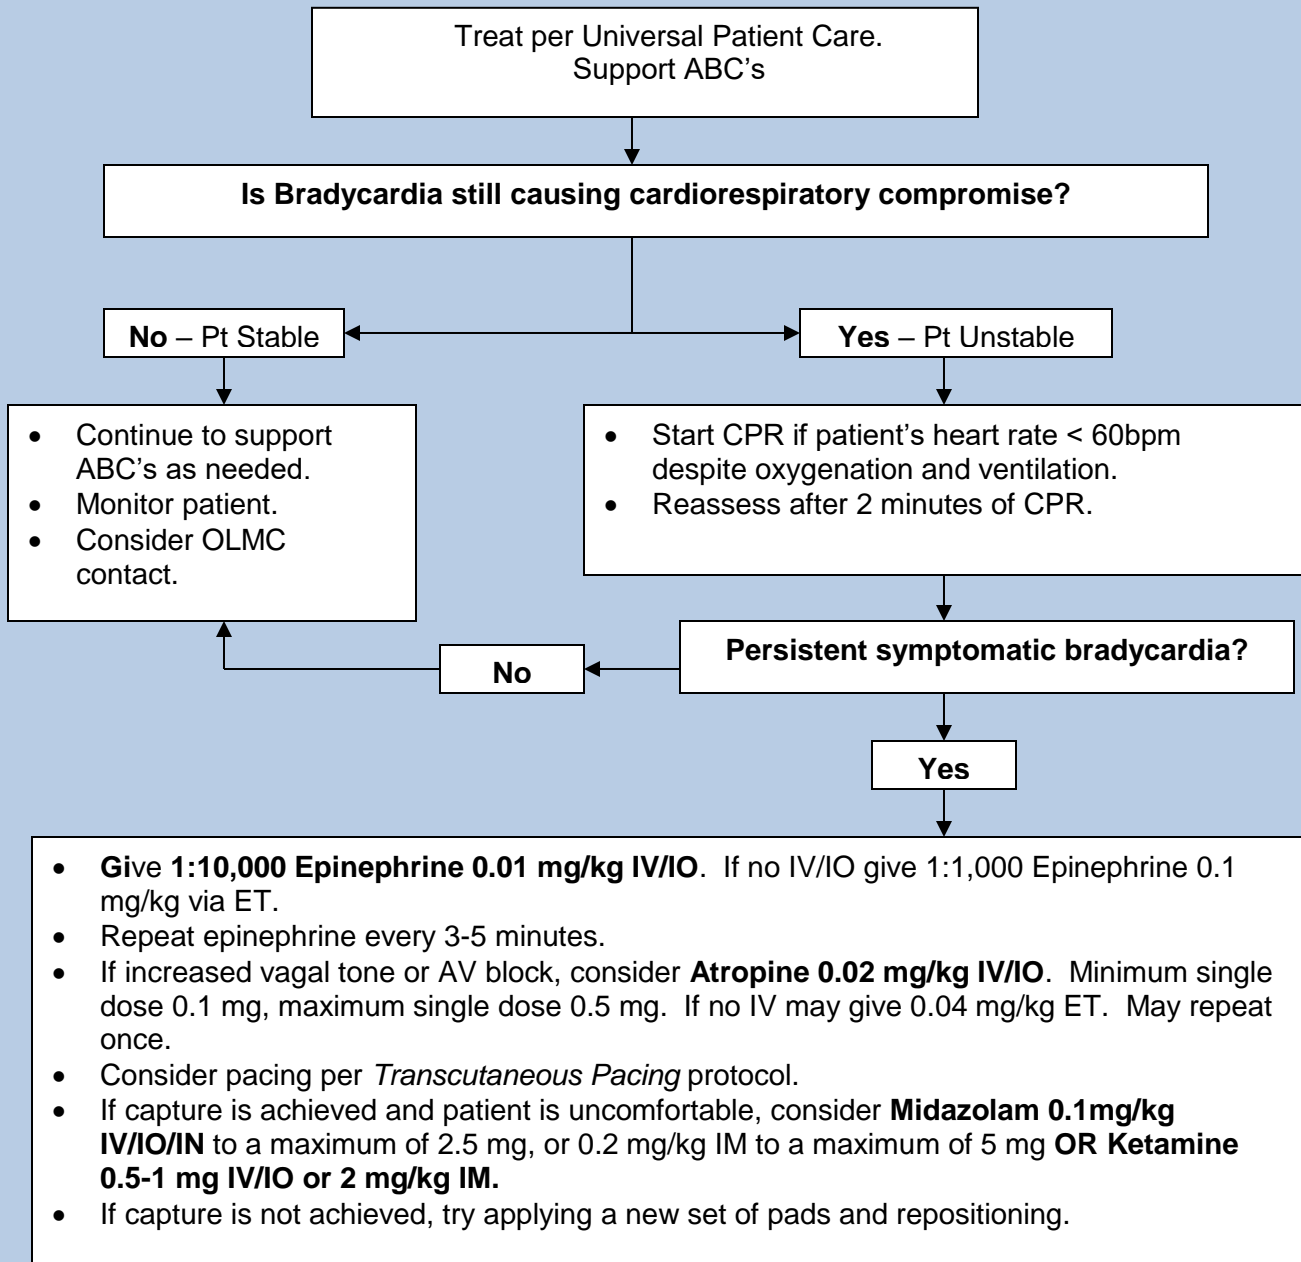 Treat per Universal Patient Care.
Support ABC’s
Is Bradycardia still causing cardiorespiratory compromise?
No – Pt Stable
Yes – Pt Unstable
• Continue to support
ABC’s as needed.
• Monitor patient.
• Consider OLMC
contact.
• Start CPR if patient’s heart rate < 60bpm
despite oxygenation and ventilation.
• Reassess after 2 minutes of CPR.
Persistent symptomatic bradycardia?
No
Yes
• Give 1:10,000 Epinephrine 0.01 mg/kg IV/IO. If no IV/IO give 1:1,000 Epinephrine 0.1
mg/kg via ET.
• Repeat epinephrine every 3-5 minutes.
• If increased vagal tone or AV block, consider Atropine 0.02 mg/kg IV/IO. Minimum single
dose 0.1 mg, maximum single dose 0.5 mg. If no IV may give 0.04 mg/kg ET. May repeat
once.
• Consider pacing per Transcutaneous Pacing protocol.
• If capture is achieved and patient is uncomfortable, consider Midazolam 0.1mg/kg
IV/IO/IN to a maximum of 2.5 mg, or 0.2 mg/kg IM to a maximum of 5 mg OR Ketamine
0.5-1 mg IV/IO or 2 mg/kg IM.
• If capture is not achieved, try applying a new set of pads and repositioning.